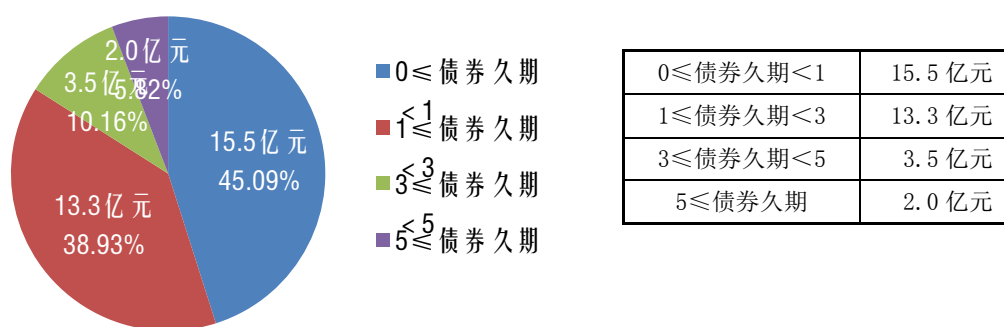 2.0亿元
5.82%
3.5亿元
10.16%
15.5亿元
45.09%
13.3亿元
38.93%
0≤债券久期
<1
1≤债券久期
<3
3≤债券久期
<5
5≤债券久期
0≤债券久期<1 15.5亿元
1≤债券久期<3 13.3亿元
3≤债券久期<5 3.5亿元
5≤债券久期 2.0亿元